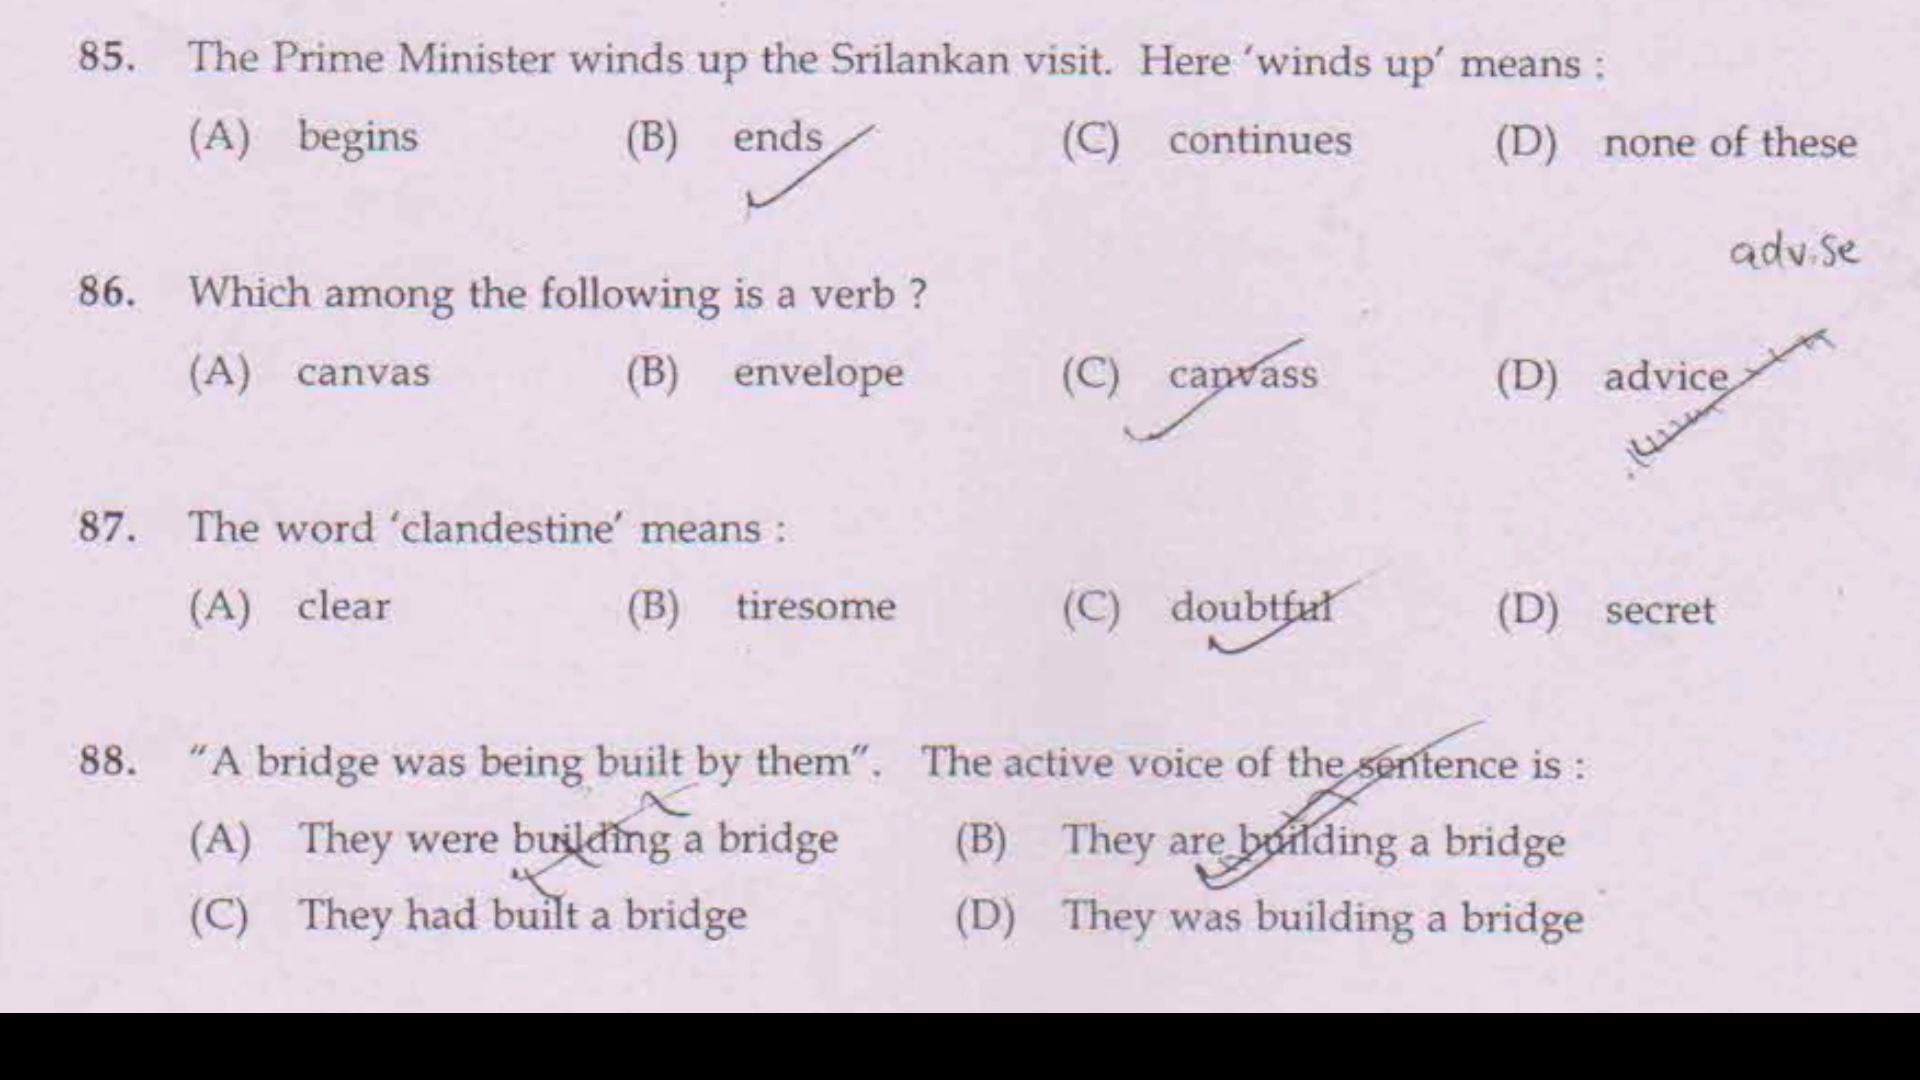 85. The Prime Minister winds up the Srilankan visit. Here ‘winds up’ means :
(A) begins (B) ends (C) continues (D) none of these
advise
86. Which among the following is a verb ?
(A) canvas (B) envelope (C) canvass (D) advice
87. The word ‘clandestine’ means :
(A) clear (B) tiresome (C) doubtful (D) secret
88. “A bridge was being built by them”. The active voice of the sentence is :
(A) They were building a bridge (B) They are building a bridge
(C) They had built a bridge (D) They was building a bridge